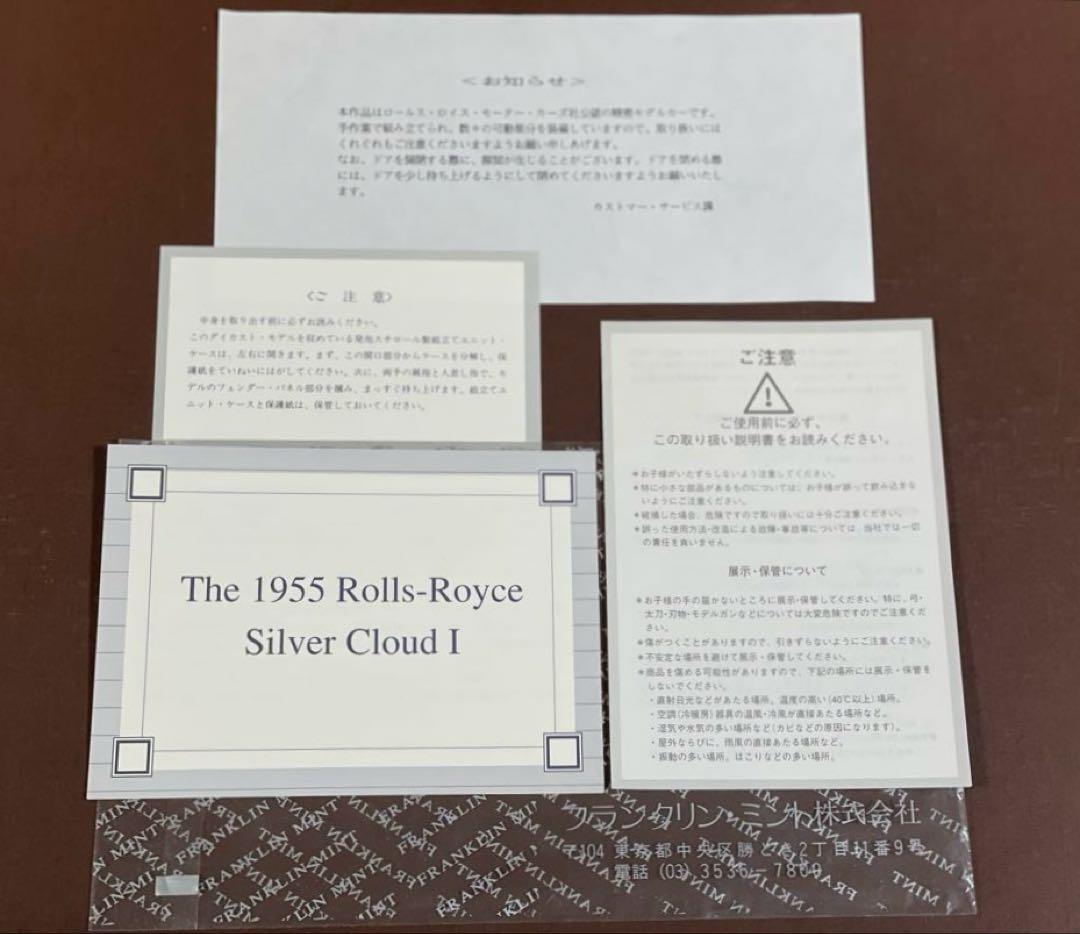 ＜お知らせ＞
本作品はロールス・ロイス・モーター・カーズ社公認の精密モデルカーです。
手作業で組み立てられ、数々の可動部分を装備していますので、取り扱いには
くれぐれもご注意くださいますようお願い申しあげます。
なお、ドアを開閉する際に、隙間が生じることがございます。ドアを閉める際
には、ドアを少し持ち上げるようにして閉めてくださいますようお願いいたし
ます。
カストマー・サービス課
〈ご 注 意〉
中身を取り出す前に必ずお読みください。
このダイカスト・モデルを収めている発泡スチロール製組立てユニット・
ケースは、左右に開きます。まず、この開口部分からケースを分解し、保
護紙をていねいにはがしてください。次に、両手の親指と人差し指で、モ
デルのフェンダー・パネル部分を掴み、まっすぐ持ち上げます。組立てユ
ニット・ケースと保護紙は、保管しておいてください。
The 1955 Rolls-Royce
Silver Cloud I
ご注意
!
ご使用前に必ず、
この取り扱い説明書をお読みください。
＊お子様がいたずらしないよう注意してください。
＊特に小さな部品があるものについては、お子様が誤って飲み込まな
いようにご注意ください。
＊破損した場合、危険ですので取り扱いには十分ご注意ください。
＊誤った使用方法・改造による故障・事故等については、当社では一切
の責任を負いません。
展示・保管について
＊お子様の手の届かないところに展示・保管してください。特に、弓・
太刀・刃物・モデルガンなどについては大変危険ですのでご注意くだ
さい。
＊傷がつくことがありますので、引きずらないようにご注意ください。
＊不安定な場所を避けて展示・保管してください。
＊商品を傷める可能性がありますので、下記の場所には展示・保管を
しないでください。
・直射日光などがあたる場所。温度の高い(40℃以上)場所。
・空調(冷暖房)器具の温風・冷風が直接あたる場所など。
・湿気や水気の多い場所など(カビなどの原因になります)。
・屋外ならびに、雨風の直接あたる場所など。
・振動の多い場所。ほこりなどの多い場所。
フランクリン・ミント株式会社
〒104 東京都中央区勝どき2丁目11番9号
電話 (03) 3536-7800
FRANKLIN MINT